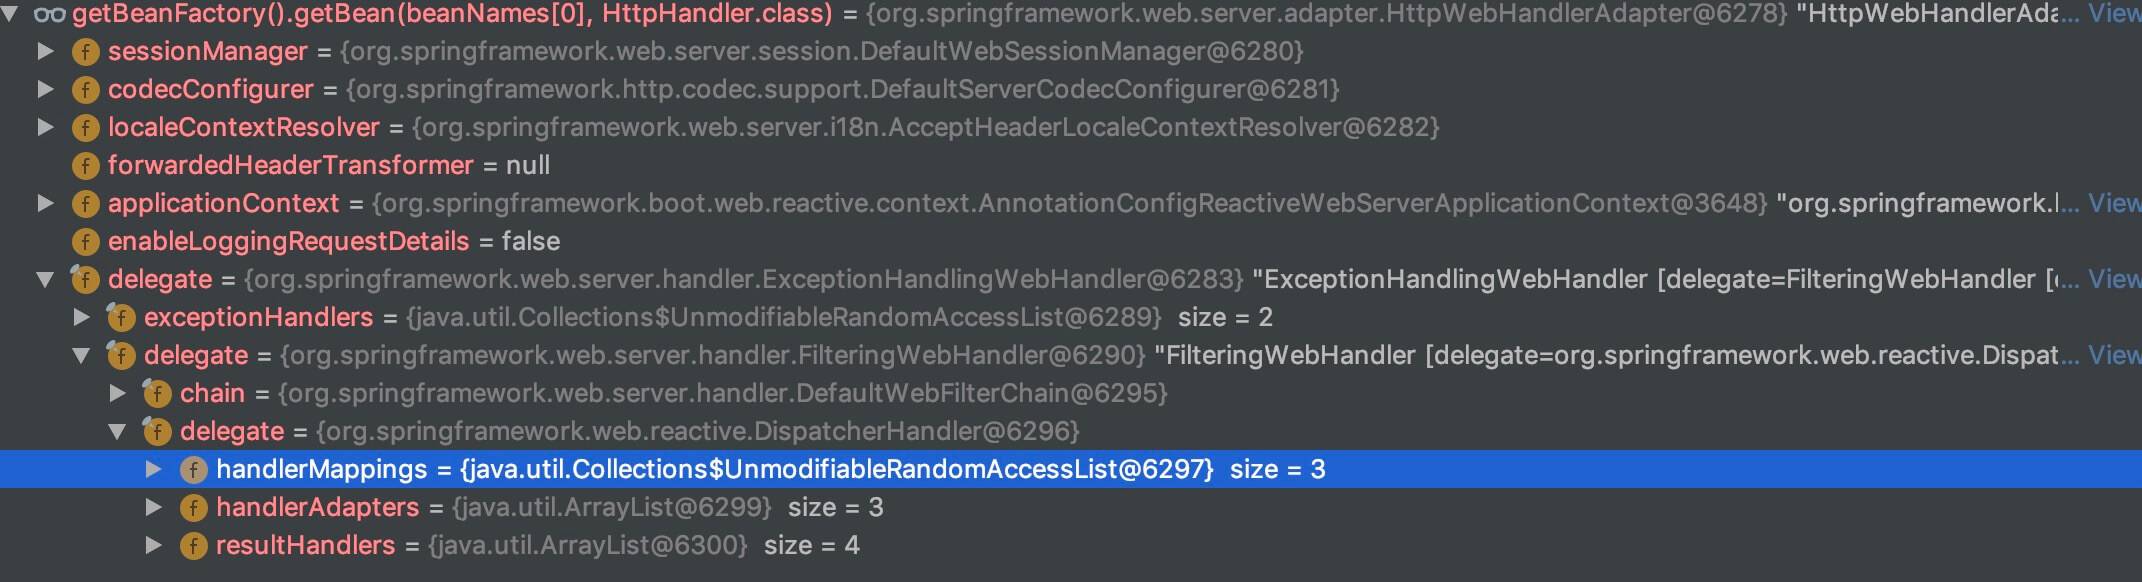 getBeanFactory().getBean(beanNames[0], HttpHandler.class) = {org.springframework.web.server.adapter.HttpWebHandlerAdapter@6278} "HttpWebHandlerAda... View
f sessionManager = {org.springframework.web.server.session.DefaultWebSessionManager@6280}
f codecConfigurer = {org.springframework.http.codec.support.DefaultServerCodecConfigurer@6281}
f localeContextResolver = {org.springframework.web.server.i18n.AcceptHeaderLocaleContextResolver@6282}
f forwardedHeaderTransformer = null
f applicationContext = {org.springframework.boot.web.reactive.context.AnnotationConfigReactiveWebServerApplicationContext@3648} "org.springframework.l... View
f enableLoggingRequestDetails = false
f delegate = {org.springframework.web.server.handler.ExceptionHandlingWebHandler@6283} "ExceptionHandlingWebHandler [delegate=FilteringWebHandler [d... View
f exceptionHandlers = {java.util.Collections$UnmodifiableRandomAccessList@6289} size = 2
f delegate = {org.springframework.web.server.handler.FilteringWebHandler@6290} "FilteringWebHandler [delegate=org.springframework.web.reactive.Dispat... View
f chain = {org.springframework.web.server.handler.DefaultWebFilterChain@6295}
f delegate = {org.springframework.web.reactive.DispatcherHandler@6296}
f handlerMappings = {java.util.Collections$UnmodifiableRandomAccessList@6297} size = 3
f handlerAdapters = {java.util.ArrayList@6299} size = 3
f resultHandlers = {java.util.ArrayList@6300} size = 4